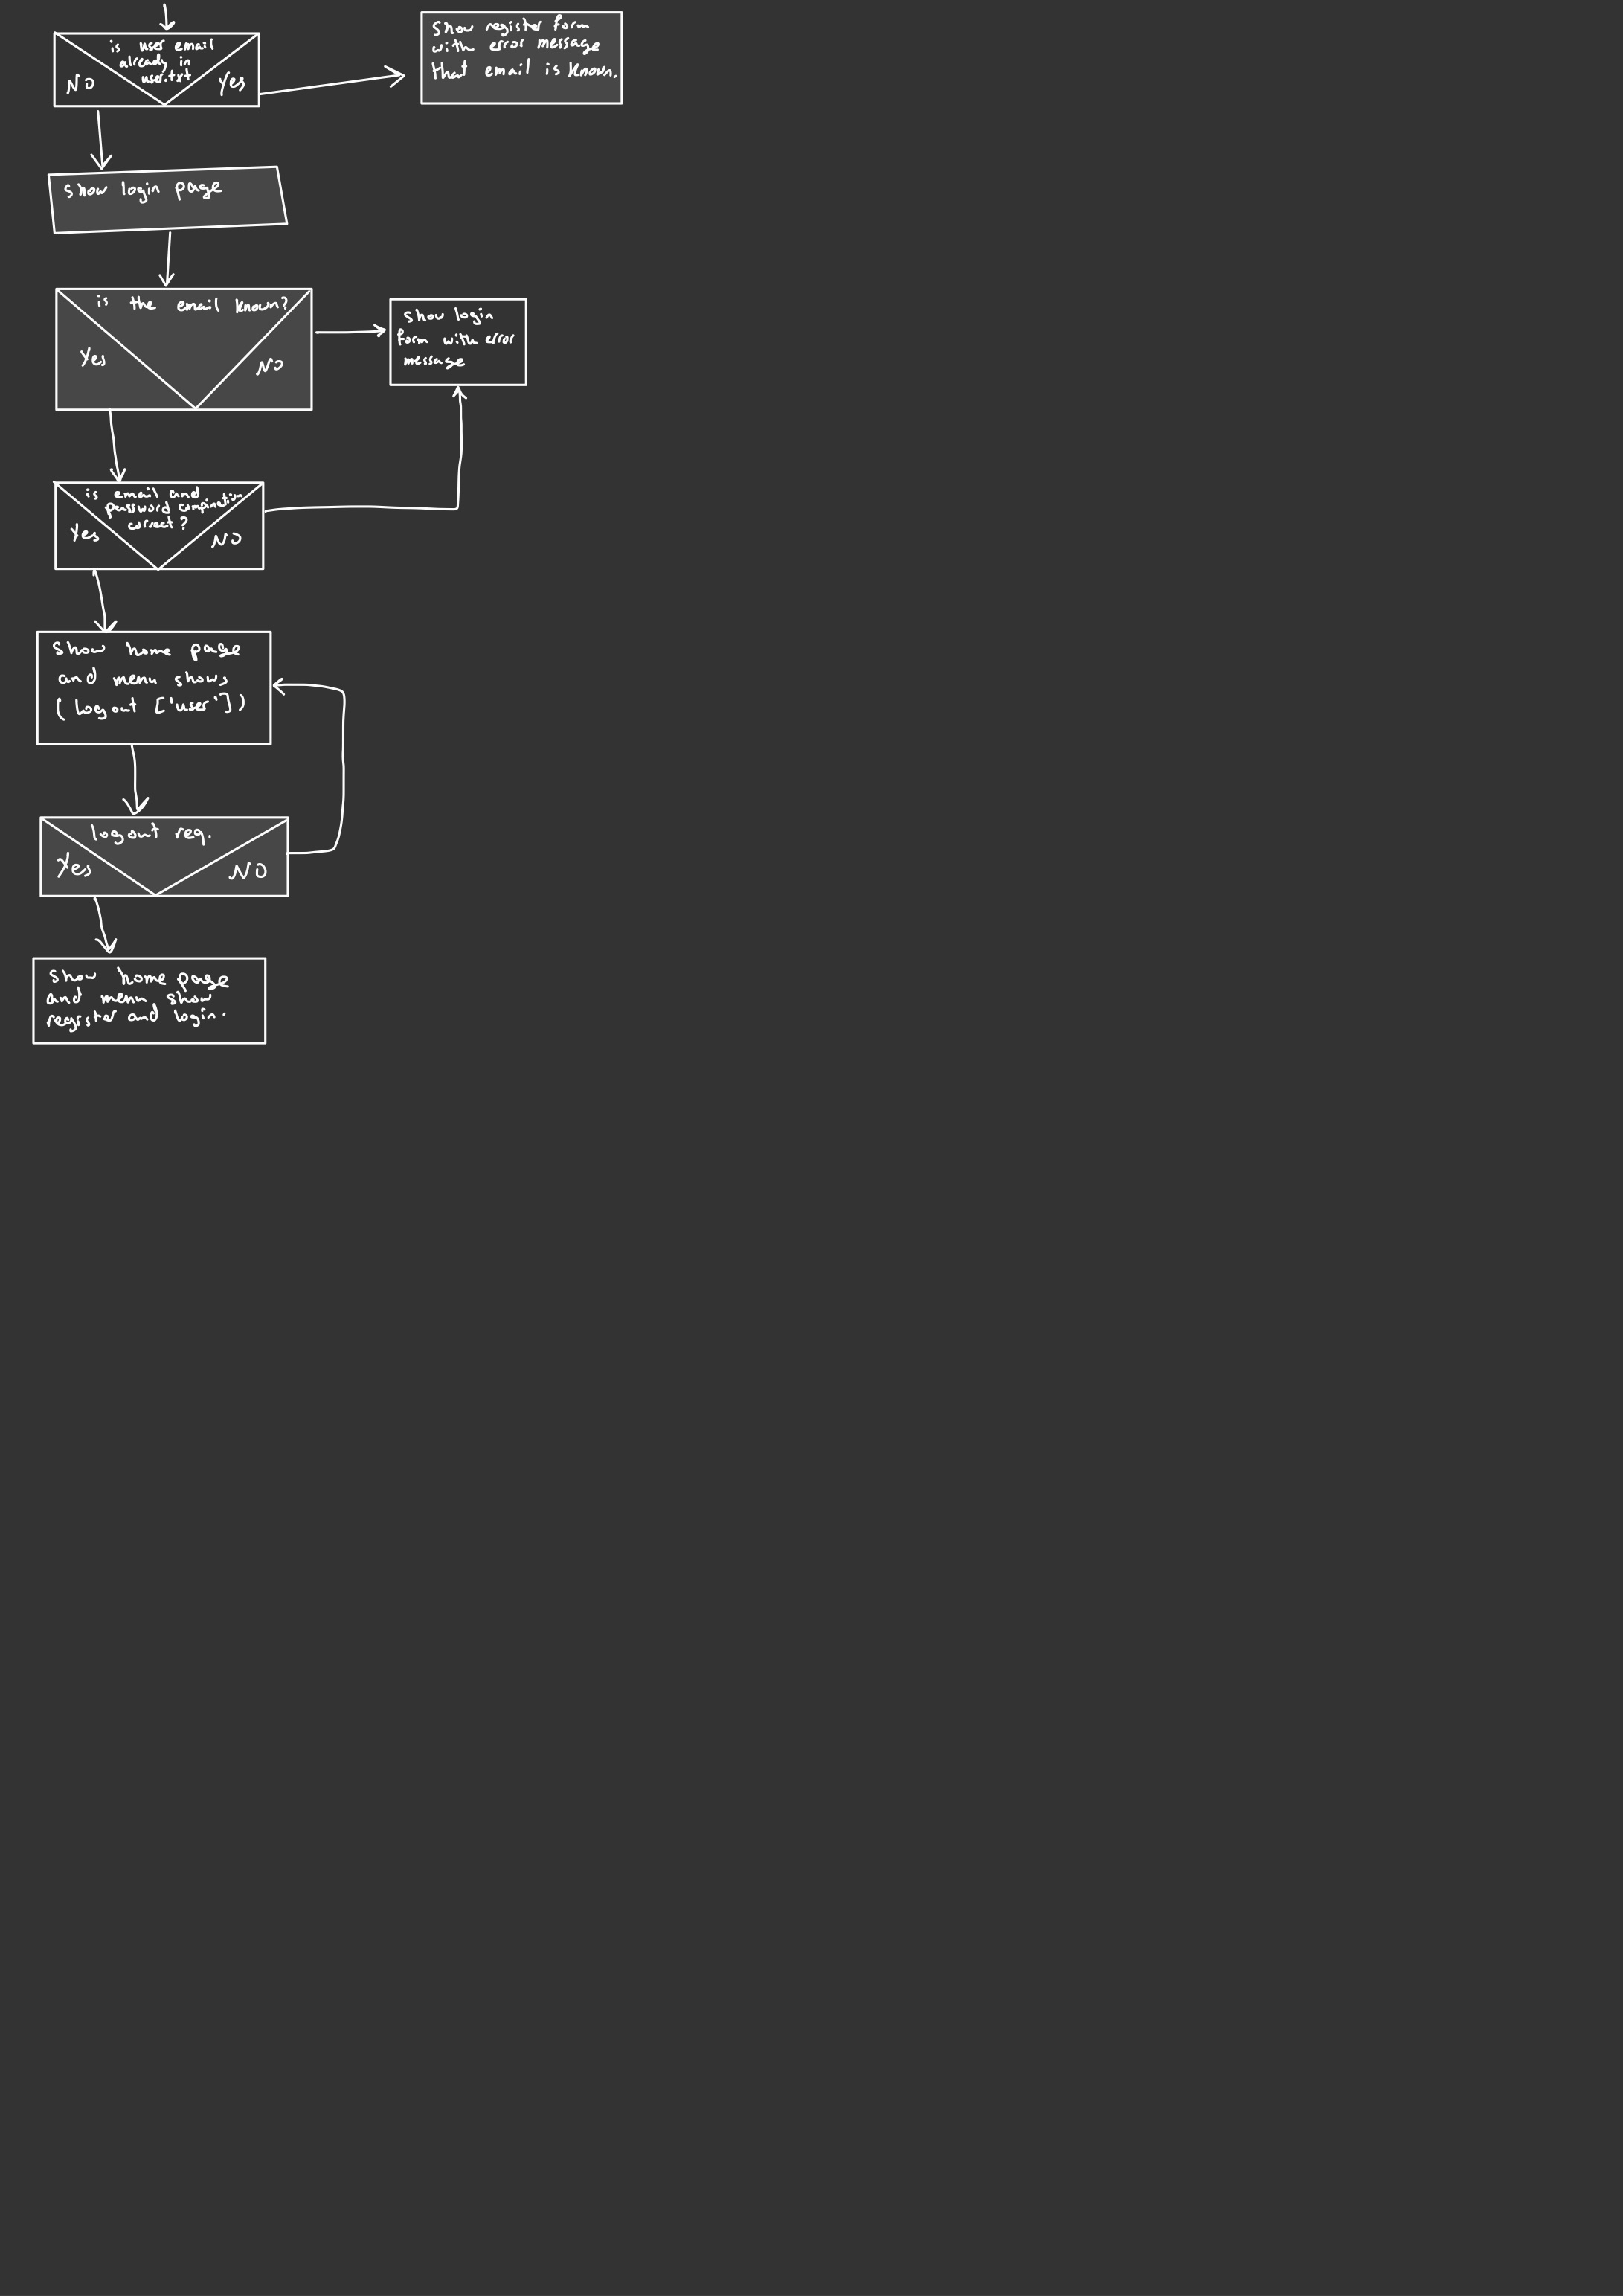 is user email
already in
user.txt
No
Yes
Show register form
with error message
that email is known.
Show login page
is the email known?
Yes
No
Show login
form with error
message
is email and
password compination
correct?
Yes
No
Show home page
and menu shows
(logout ['user'])
logout req.
Yes
No
Show home page
and menu show
register and login.